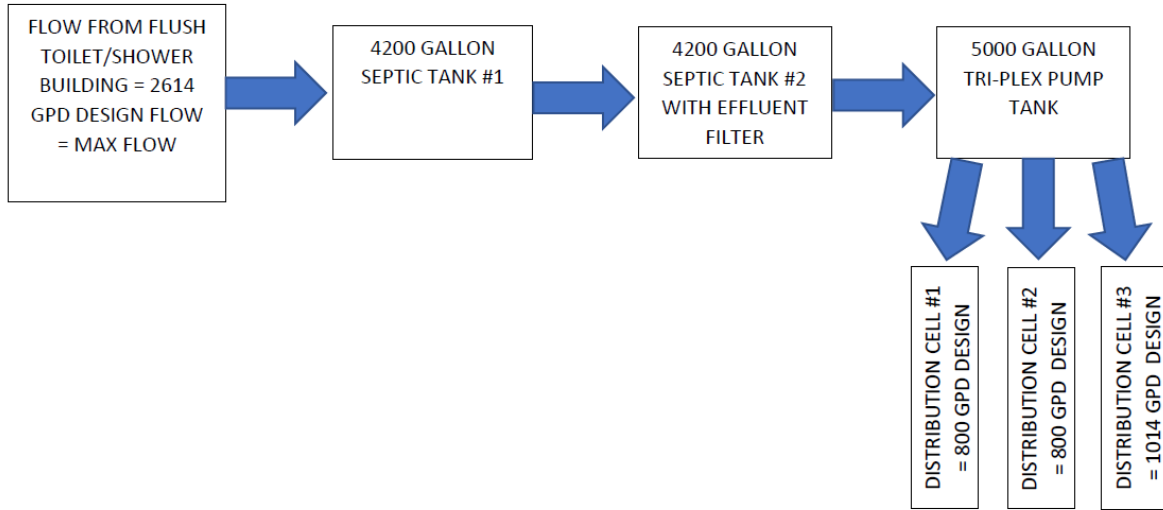 FLOW FROM FLUSH
TOILET/SHOWER
BUILDING = 2614
GPD DESIGN FLOW
= MAX FLOW
4200 GALLON
SEPTIC TANK #1
4200 GALLON
SEPTIC TANK #2
WITH EFFLUENT
FILTER
5000 GALLON
TRI-PLEX PUMP
TANK
DISTRIBUTION CELL #1
= 800 GPD DESIGN
DISTRIBUTION CELL #2
= 800 GPD DESIGN
DISTRIBUTION CELL #3
= 1014 GPD DESIGN